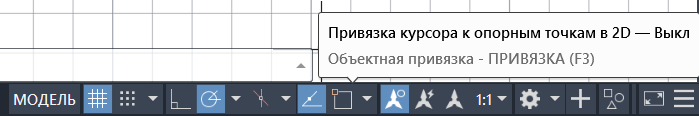 Привязка курсора к опорным точкам в 2D — Выкл
Объектная привязка - ПРИВЯЗКА (F3)
МОДЕЛЬ 1:1